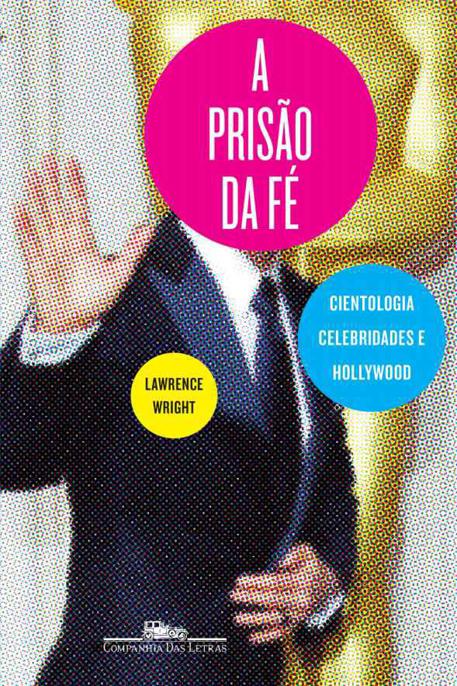 A
PRISÃO
DA FÉ
CIENTOLOGIA
CELEBRIDADES E
HOLLYWOOD
LAWRENCE
WRIGHT
COMPANHIA DAS LETRAS